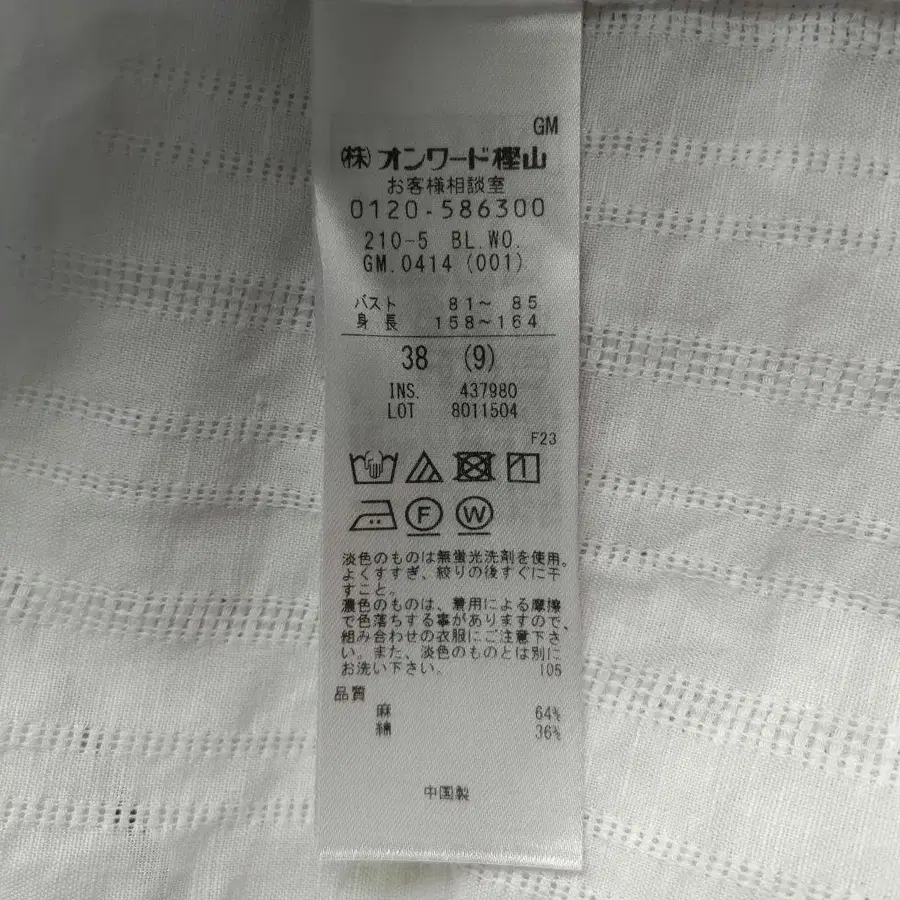 GM
㈱オンワード樫山
お客様相談室
0120-586300
210-5 BL.WO.
GM.0414 (001)
バスト 81〜 85
身長 158〜164
38 (9)
INS. 437980
LOT 8011504
F23
F W
淡色のものは無蛍光洗剤を使用。
よくすすぎ、絞りの後すぐに干
すこと。
濃色のものは、着用による摩擦
で色落ちする事がありますので、
組み合わせの衣服にご注意下さ
い。また、淡色のものとは別に
お洗い下さい。 105
品質
麻 64%
綿 36%
中国製